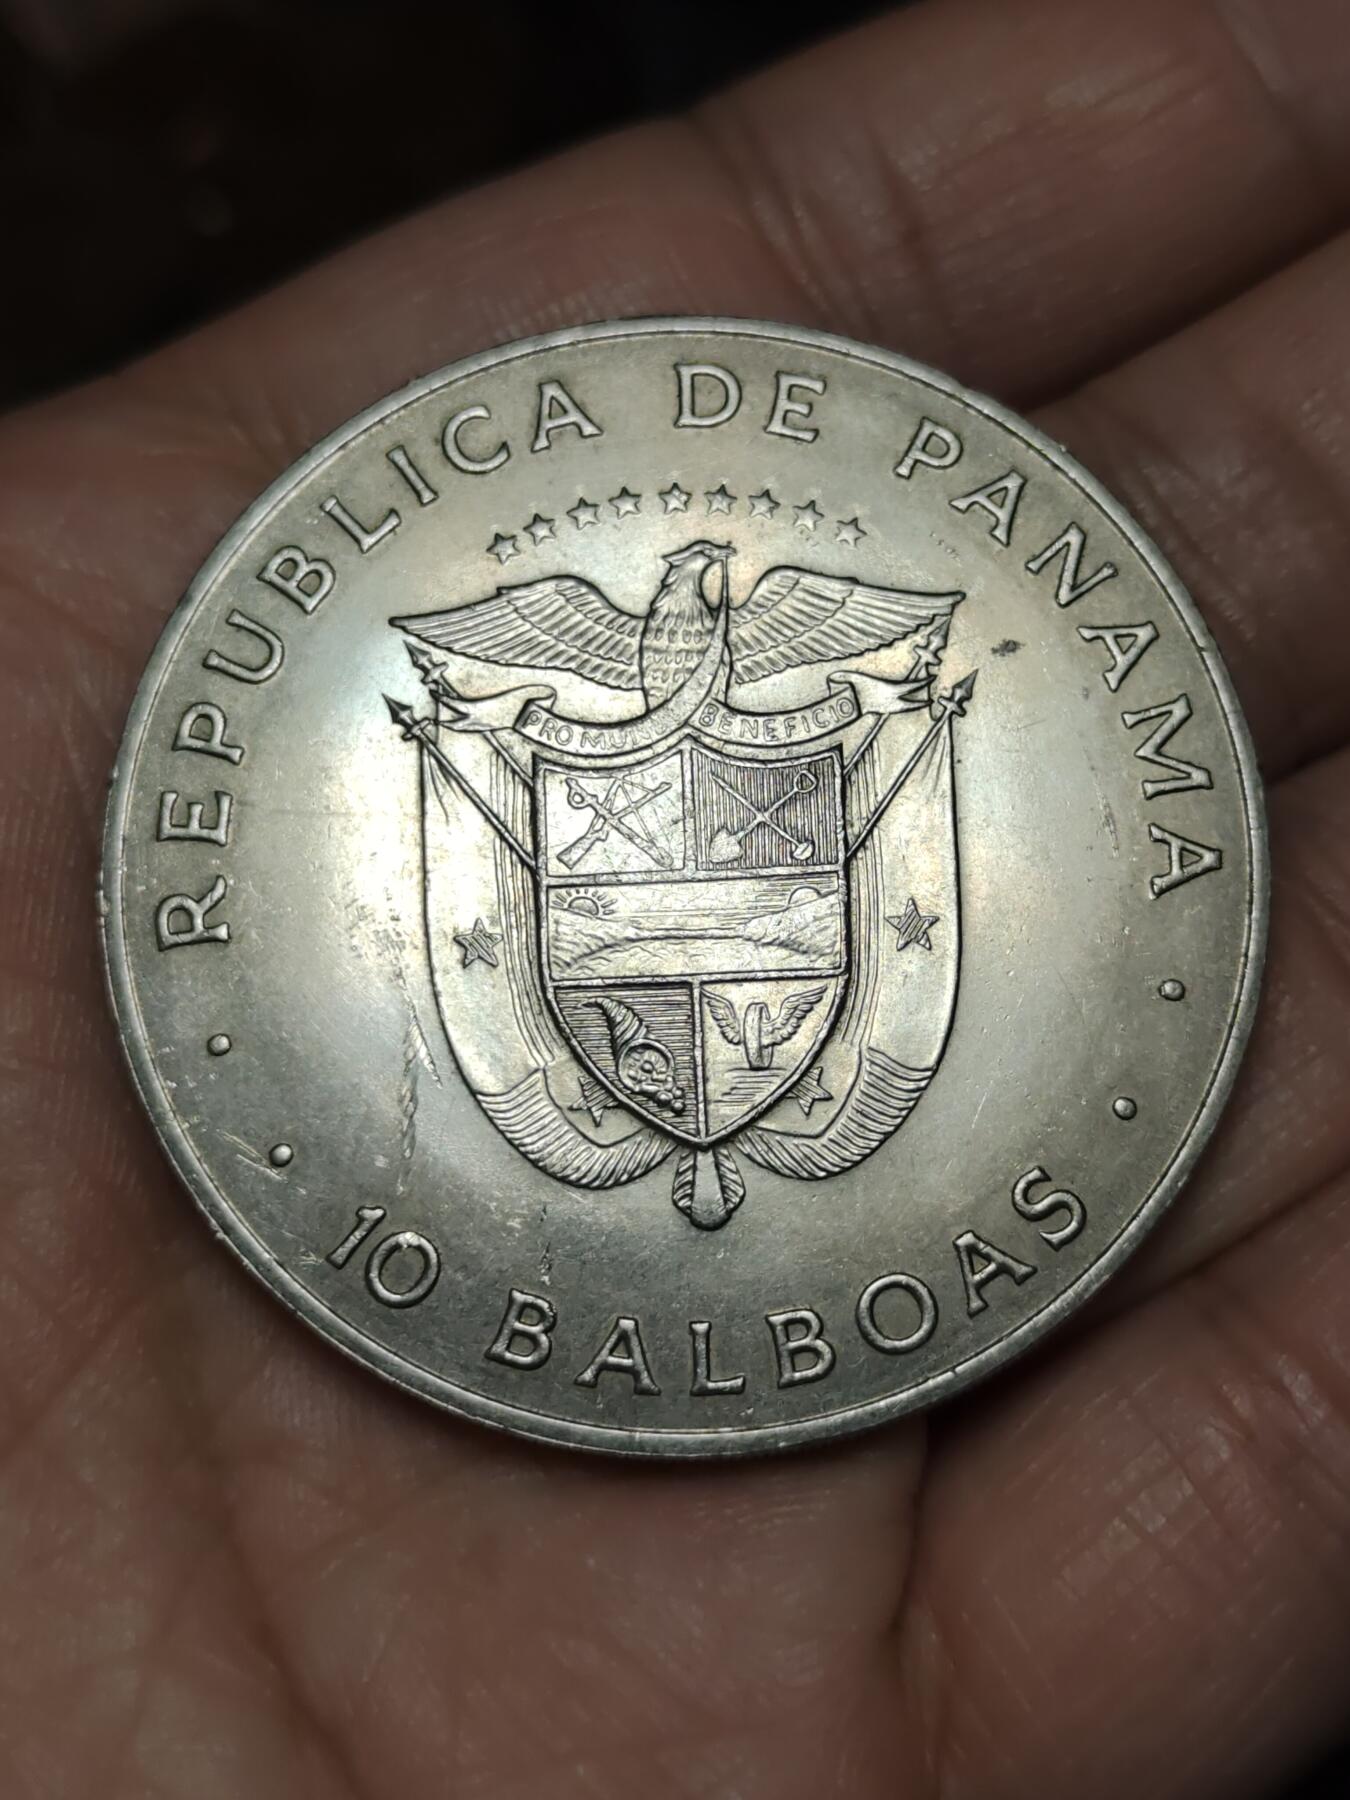 REPUBLICA DE PANAMA
PRO MUNDI BENEFICIO
· · 10 BALBOAS · ·